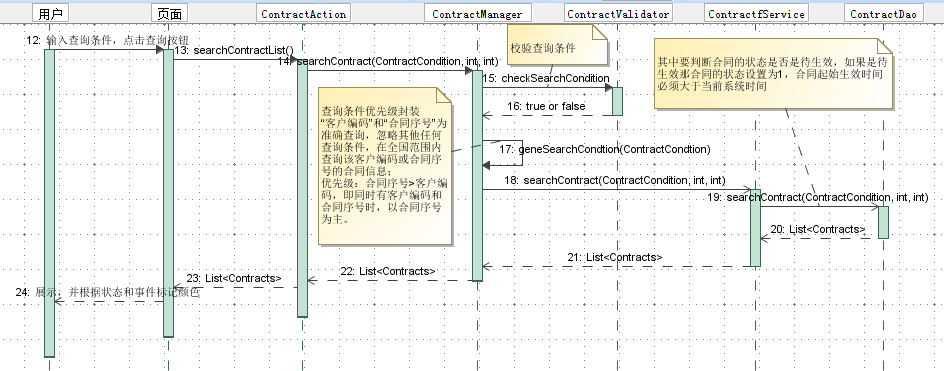 用户
页面
ContractAction
ContractManager
ContractValidator
ContractfService
ContractDao
12: 输入查询条件，点击查询按钮
13: searchContractList()
14: searchContract(ContractCondition, int, int)
校验查询条件
其中要判断合同的状态是否是待生效，如果是待
生效那合同的状态设置为1，合同起始生效时间
必须大于当前系统时间
15: checkSearchCondition
查询条件优先级封装
“客户编码”和“合同序号”为
准确查询，忽略其他任何
查询条件，在全国范围内
查询该客户编码或合同序
号的合同信息；
优先级：合同序号>客户编
码，即同时有客户编码和
合同序号时，以合同序号
为主。
16: true or false
17: geneSearchCondtion(ContractCondtion)
18: searchContract(ContractCondition, int, int)
19: searchContract(ContractCondition, int, int)
20: List<Contracts>
21: List<Contracts>
22: List<Contracts>
23: List<Contracts>
24: 展示，并根据状态和事件标记颜色